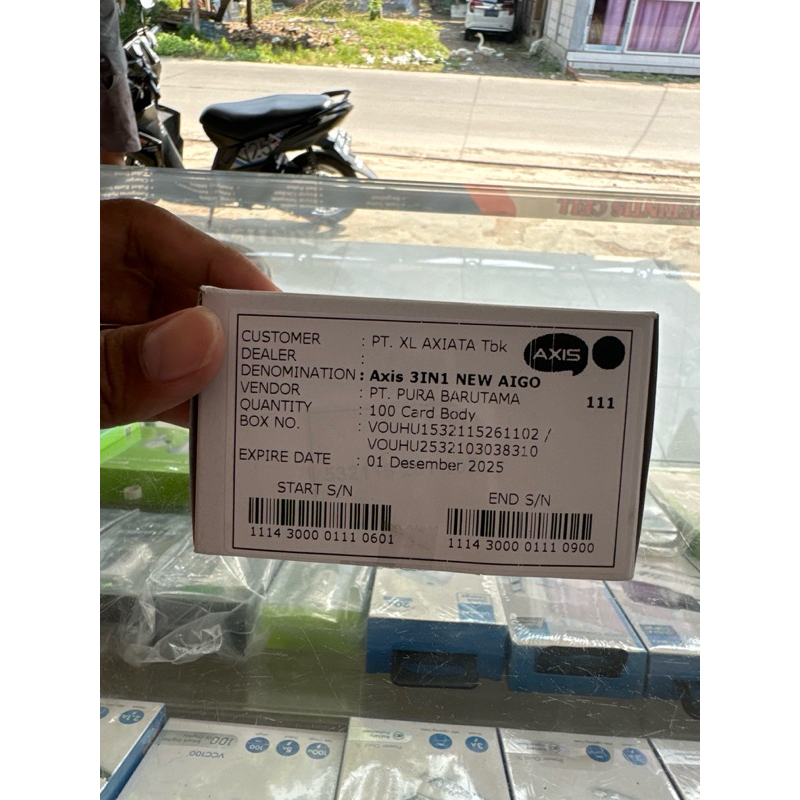 CUSTOMER : PT. XL AXIATA Tbk
AXIS
DEALER :
DENOMINATION : Axis 3IN1 NEW AIGO
VENDOR : PT. PURA BARUTAMA
111
QUANTITY : 100 Card Body
BOX NO. : VOUHU1532115261102 /
VOUHU2532103038310
EXPIRE DATE : 01 Desember 2025
START S/N
END S/N
1114 3000 0111 0601
1114 3000 0111 0900
VCC100
100